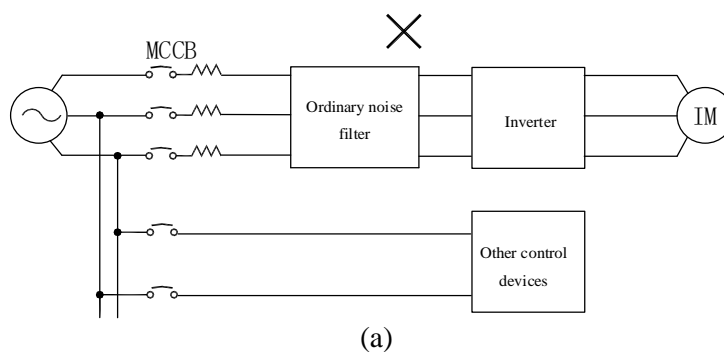 MCCB
Ordinary noise
filter
Inverter
IM
Other control
devices
(a)